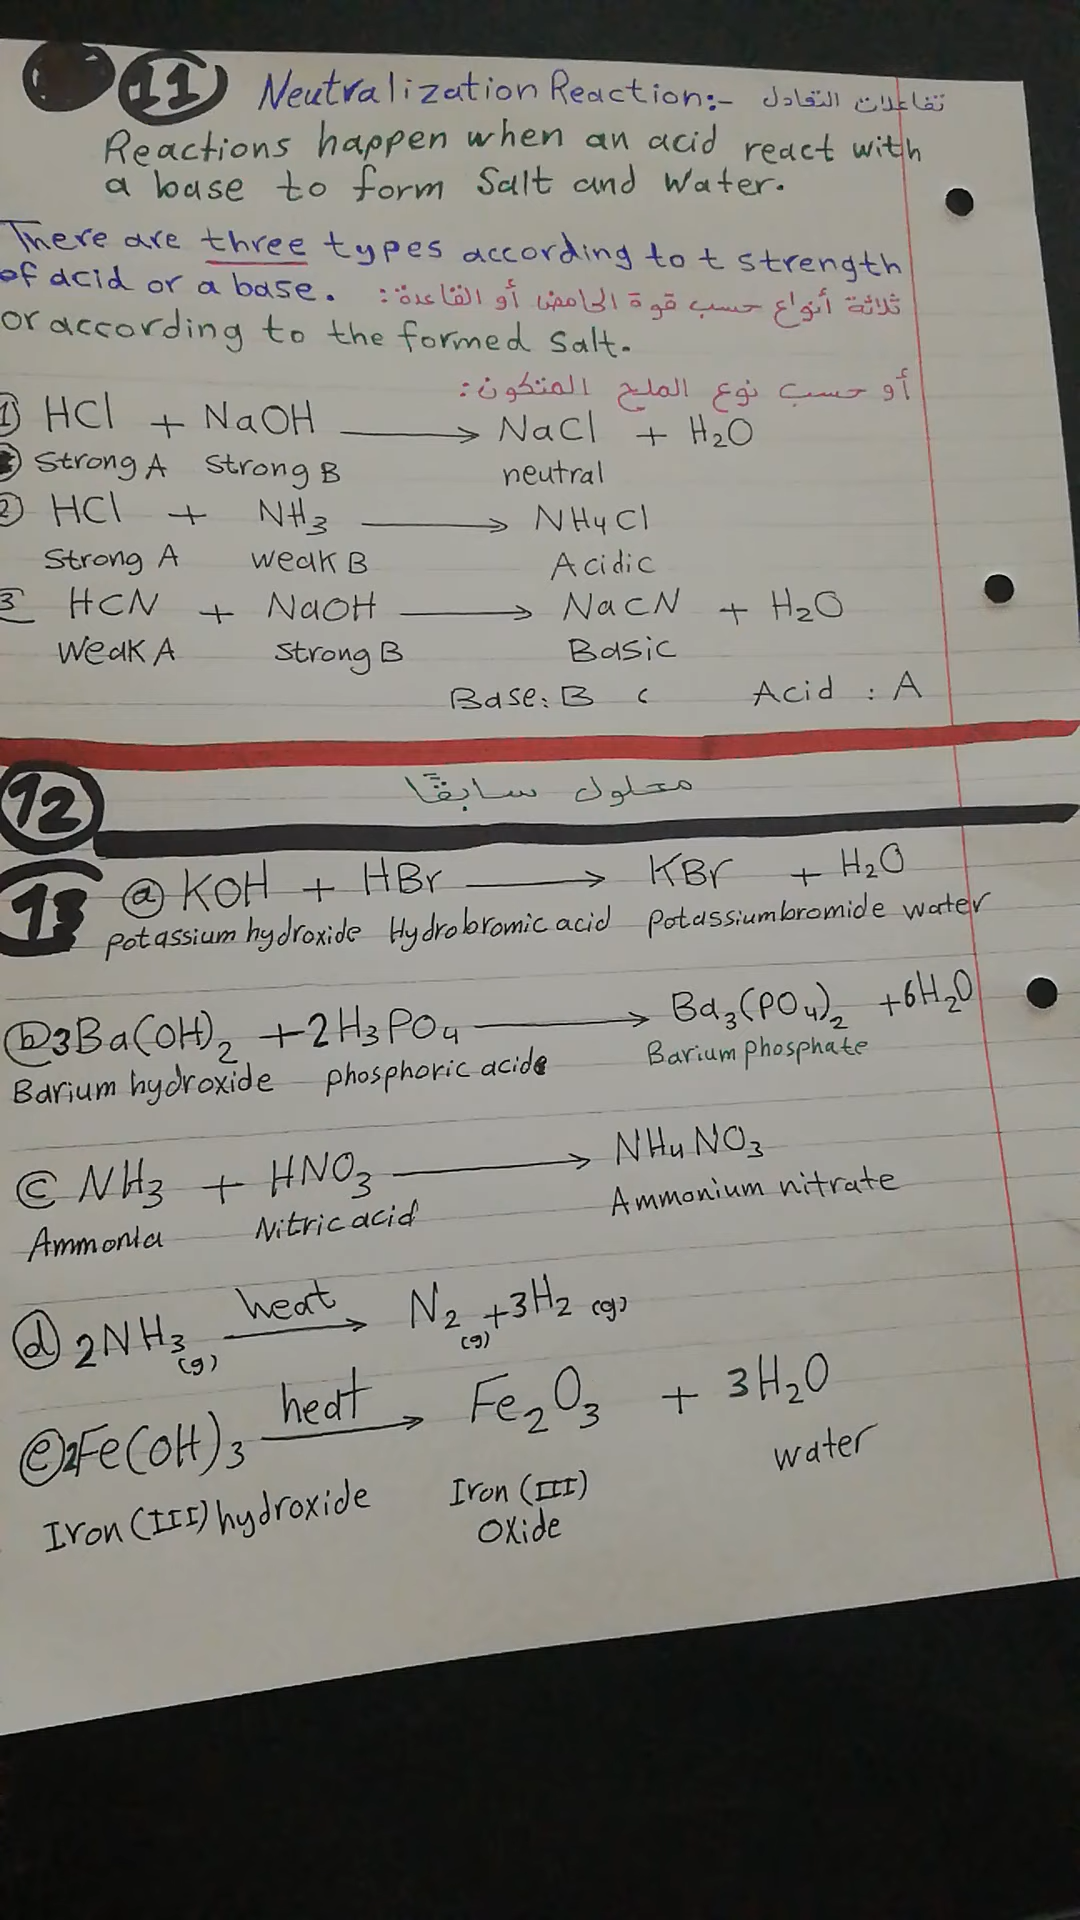 11 Neutralization Reaction:- تفاعلات التعادل
Reactions happen when an acid react with
a base to form Salt and Water.
There are three types according to t strength
of acid or a base. ثلاثة أنواع حسب قوة الحامض أو القاعدة:
or according to the formed Salt.
أو حسب نوع الملح المتكون:
1 HCl + NaOH → NaCl + H₂O
Strong A Strong B neutral
2 HCl + NH₃ → NH₄Cl
Strong A weak B Acidic
3 HCN + NaOH → NaCN + H₂O
Weak A Strong B Basic
Base: B , Acid : A
12 محلول سابقًا
13 a KOH + HBr → KBr + H₂O
potassium hydroxide Hydrobromic acid potassium bromide water
b 3Ba(OH)₂ + 2H₃PO₄ → Ba₃(PO₄)₂ + 6H₂O
Barium hydroxide phosphoric acid Barium phosphate
c NH₃ + HNO₃ → NH₄NO₃
Ammonia Nitric acid Ammonium nitrate
d 2NH₃(g) heat → N₂(g) + 3H₂(g)
e 2Fe(OH)₃ heat → Fe₂O₃ + 3H₂O
Iron (III) hydroxide Iron (III) water
Oxide